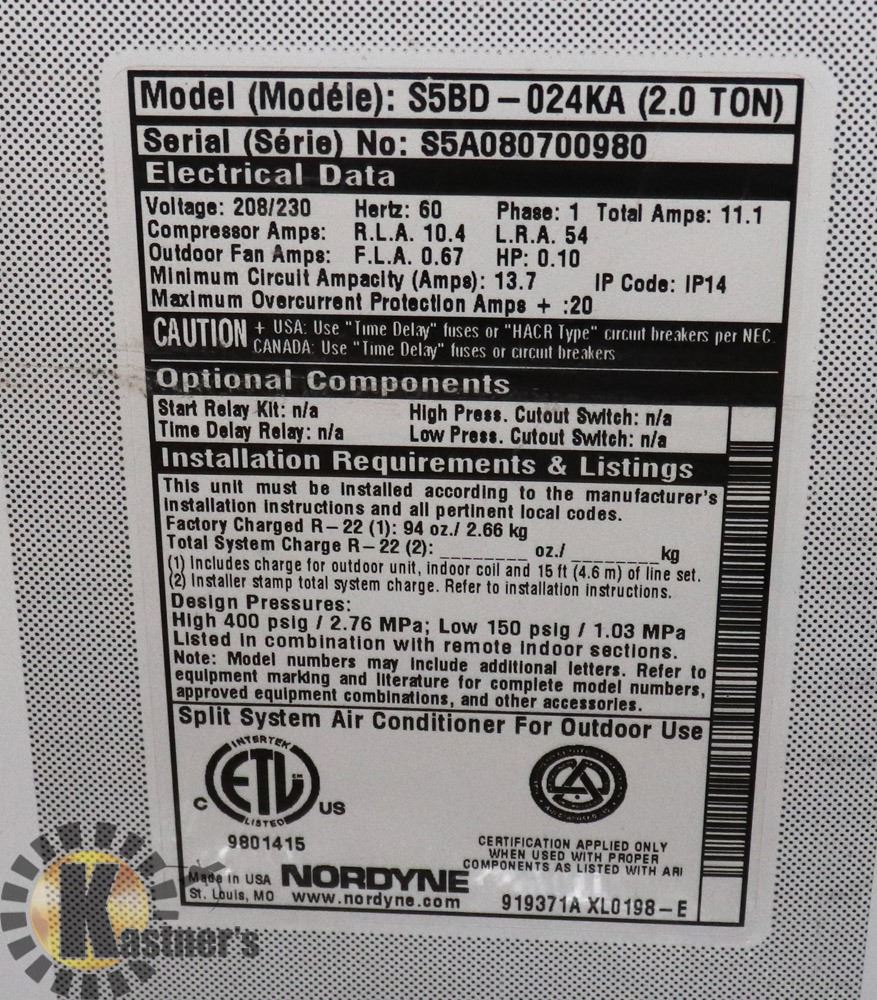 Model (Modéle): S5BD-024KA (2.0 TON)
Serial (Série) No: S5A080700980
Electrical Data
Voltage: 208/230 Hertz: 60 Phase: 1 Total Amps: 11.1
Compressor Amps: R.L.A. 10.4 L.R.A. 54
Outdoor Fan Amps: F.L.A. 0.67 HP: 0.10
Minimum Circuit Ampacity (Amps): 13.7 IP Code: IP14
Maximum Overcurrent Protection Amps + :20
CAUTION + USA: Use "Time Delay" fuses or "HACR Type" circuit breakers per NEC.
CANADA: Use "Time Delay" fuses or circuit breakers
Optional Components
Start Relay Kit: n/a High Press. Cutout Switch: n/a
Time Delay Relay: n/a Low Press. Cutout Switch: n/a
Installation Requirements & Listings
This unit must be installed according to the manufacturer's
installation instructions and all pertinent local codes.
Factory Charged R-22 (1): 94 oz./ 2.66 kg
Total System Charge R-22 (2): ________ oz./ ________ kg
(1) Includes charge for outdoor unit, indoor coil and 15 ft (4.6 m) of line set.
(2) Installer stamp total system charge. Refer to installation instructions.
Design Pressures:
High 400 psig / 2.76 MPa; Low 150 psig / 1.03 MPa
Listed in combination with remote indoor sections.
Note: Model numbers may include additional letters. Refer to
equipment marking and literature for complete model numbers,
approved equipment combinations, and other accessories.
Split System Air Conditioner For Outdoor Use
INTERTEK
C ETL US
LISTED
9801415
CERTIFICATION APPLIED ONLY
WHEN USED WITH PROPER
COMPONENTS AS LISTED WITH ARI
Made in USA NORDYNE
St. Louis, MO www.nordyne.com 919371A XL0198-E
Kastner's